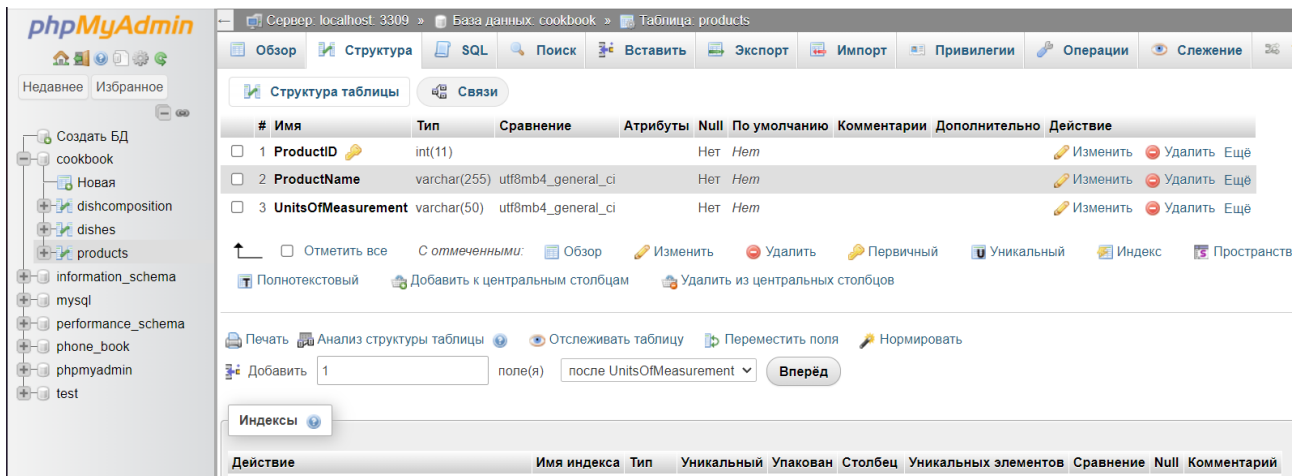 phpMyAdmin
Недавнее Избранное
Создать БД
cookbook
Новая
dishcomposition
dishes
products
information_schema
mysql
performance_schema
phone_book
phpmyadmin
test
Сервер: localhost: 3309 » База данных: cookbook » Таблица: products
Обзор Структура SQL Поиск Вставить Экспорт Импорт Привилегии Операции Слежение
Структура таблицы Связи
# Имя Тип Сравнение Атрибуты Null По умолчанию Комментарии Дополнительно Действие
1 ProductID int(11) Нет Нет Изменить Удалить Ещё
2 ProductName varchar(255) utf8mb4_general_ci Нет Нет Изменить Удалить Ещё
3 UnitsOfMeasurement varchar(50) utf8mb4_general_ci Нет Нет Изменить Удалить Ещё
Отметить все С отмеченными: Обзор Изменить Удалить Первичный Уникальный Индекс Пространств
Полнотекстовый Добавить к центральным столбцам Удалить из центральных столбцов
Печать Анализ структуры таблицы Отслеживать таблицу Переместить поля Нормировать
Добавить 1 поле(я) после UnitsOfMeasurement Вперёд
Индексы
Действие Имя индекса Тип Уникальный Упакован Столбец Уникальных элементов Сравнение Null Комментарий